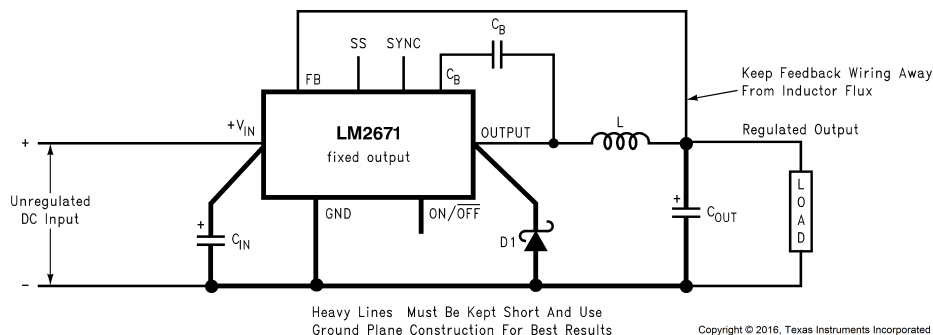 C_B
SS SYNC
FB
C_B
Keep Feedback Wiring Away
From Inductor Flux
+V_IN
LM2671
fixed output
OUTPUT
L
Regulated Output
+
Unregulated
DC Input
-
+
C_IN
GND
ON/OFF
D1
+
C_OUT
LOAD
Heavy Lines Must Be Kept Short And Use
Ground Plane Construction For Best Results
Copyright © 2016, Texas Instruments Incorporated